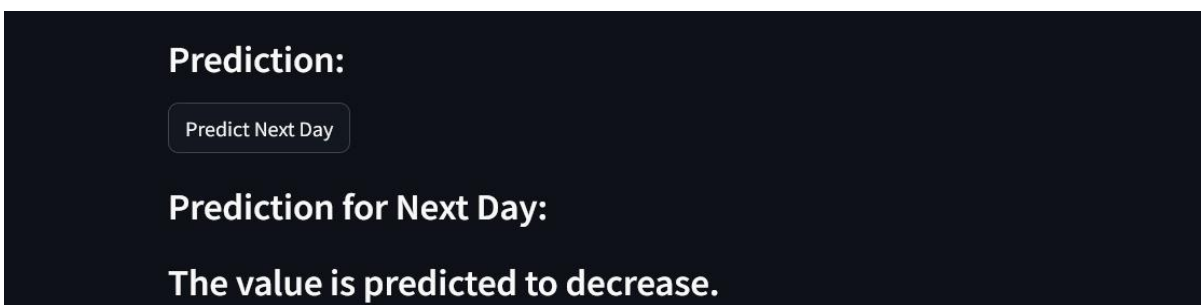 Prediction:
Predict Next Day
Prediction for Next Day:
The value is predicted to decrease.